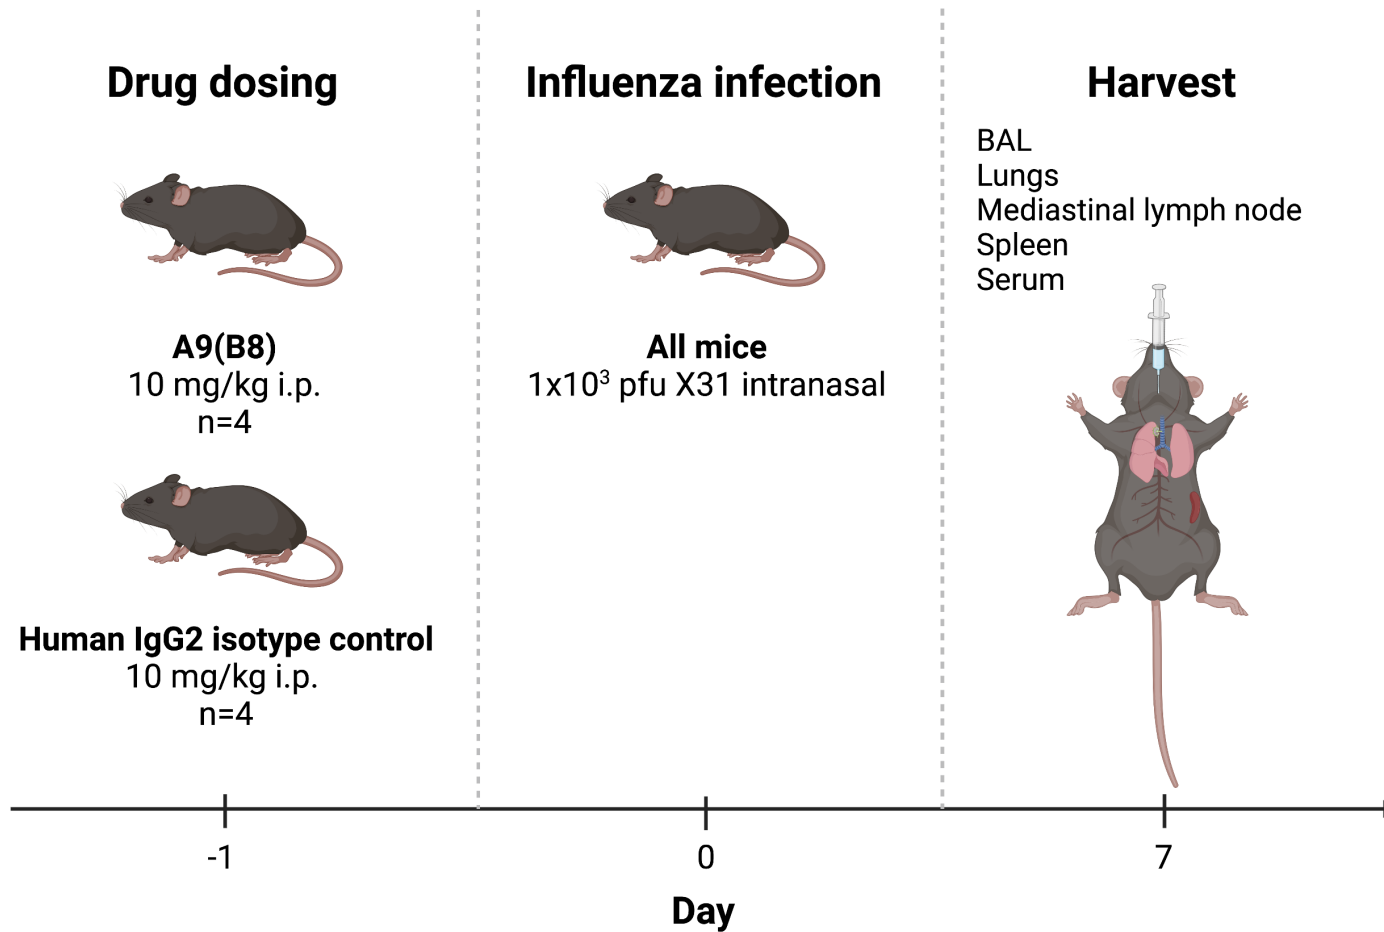 Drug dosing
A9(B8)
10 mg/kg i.p.
n=4
Human IgG2 isotype control
10 mg/kg i.p.
n=4
Influenza infection
All mice
1x10³ pfu X31 intranasal
Harvest
BAL
Lungs
Mediastinal lymph node
Spleen
Serum
-1
0
7
Day